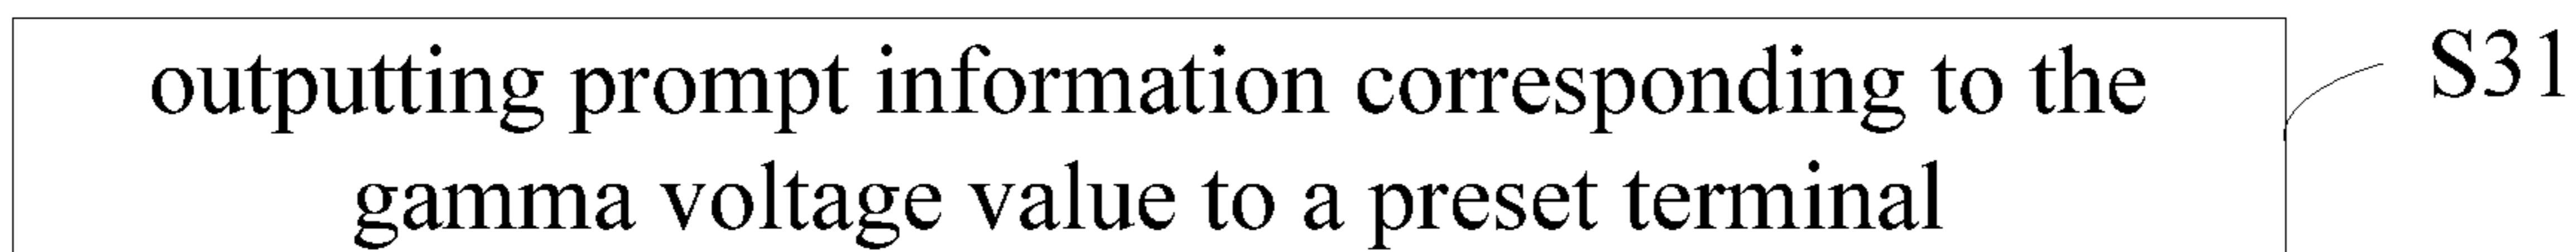 outputting prompt information corresponding to the
gamma voltage value to a preset terminal
S31